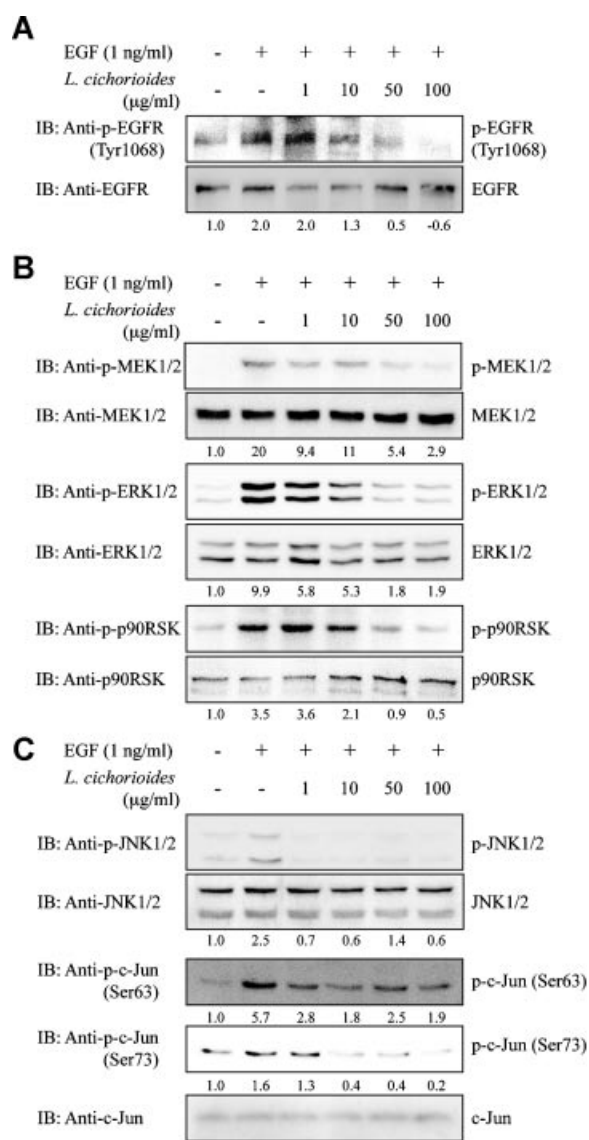 A
EGF (1 ng/ml) - + + + + +
L. cichorioides
(µg/ml) - - 1 10 50 100
IB: Anti-p-EGFR
(Tyr1068)
p-EGFR
(Tyr1068)
IB: Anti-EGFR EGFR
1.0 2.0 2.0 1.3 0.5 -0.6
B
EGF (1 ng/ml) - + + + + +
L. cichorioides
(µg/ml) - - 1 10 50 100
IB: Anti-p-MEK1/2 p-MEK1/2
IB: Anti-MEK1/2 MEK1/2
1.0 20 9.4 11 5.4 2.9
IB: Anti-p-ERK1/2 p-ERK1/2
IB: Anti-ERK1/2 ERK1/2
1.0 9.9 5.8 5.3 1.8 1.9
IB: Anti-p-p90RSK p-p90RSK
IB: Anti-p90RSK p90RSK
1.0 3.5 3.6 2.1 0.9 0.5
C
EGF (1 ng/ml) - + + + + +
L. cichorioides
(µg/ml) - - 1 10 50 100
IB: Anti-p-JNK1/2 p-JNK1/2
IB: Anti-JNK1/2 JNK1/2
1.0 2.5 0.7 0.6 1.4 0.6
IB: Anti-p-c-Jun
(Ser63)
p-c-Jun (Ser63)
1.0 5.7 2.8 1.8 2.5 1.9
IB: Anti-p-c-Jun
(Ser73)
p-c-Jun (Ser73)
1.0 1.6 1.3 0.4 0.4 0.2
IB: Anti-c-Jun c-Jun